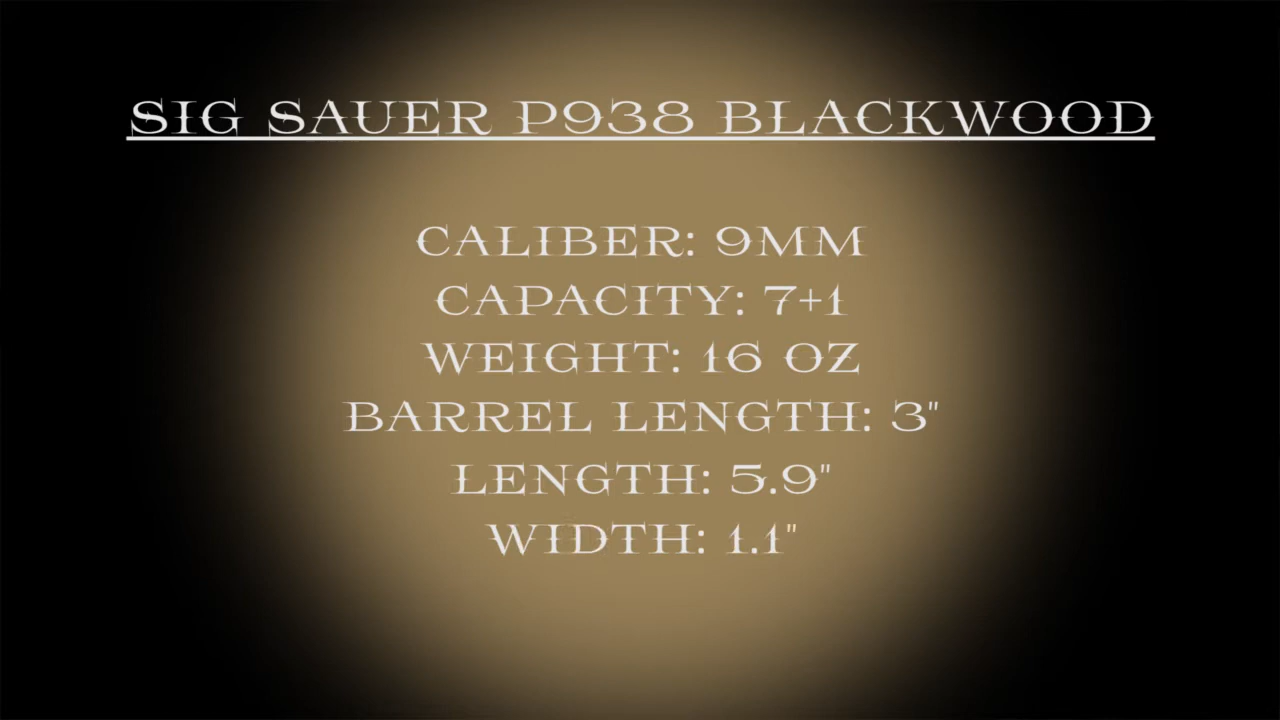 SIG SAUER P938 BLACKWOOD
CALIBER: 9MM
CAPACITY: 7+1
WEIGHT: 16 OZ
BARREL LENGTH: 3"
LENGTH: 5.9"
WIDTH: 1.1"